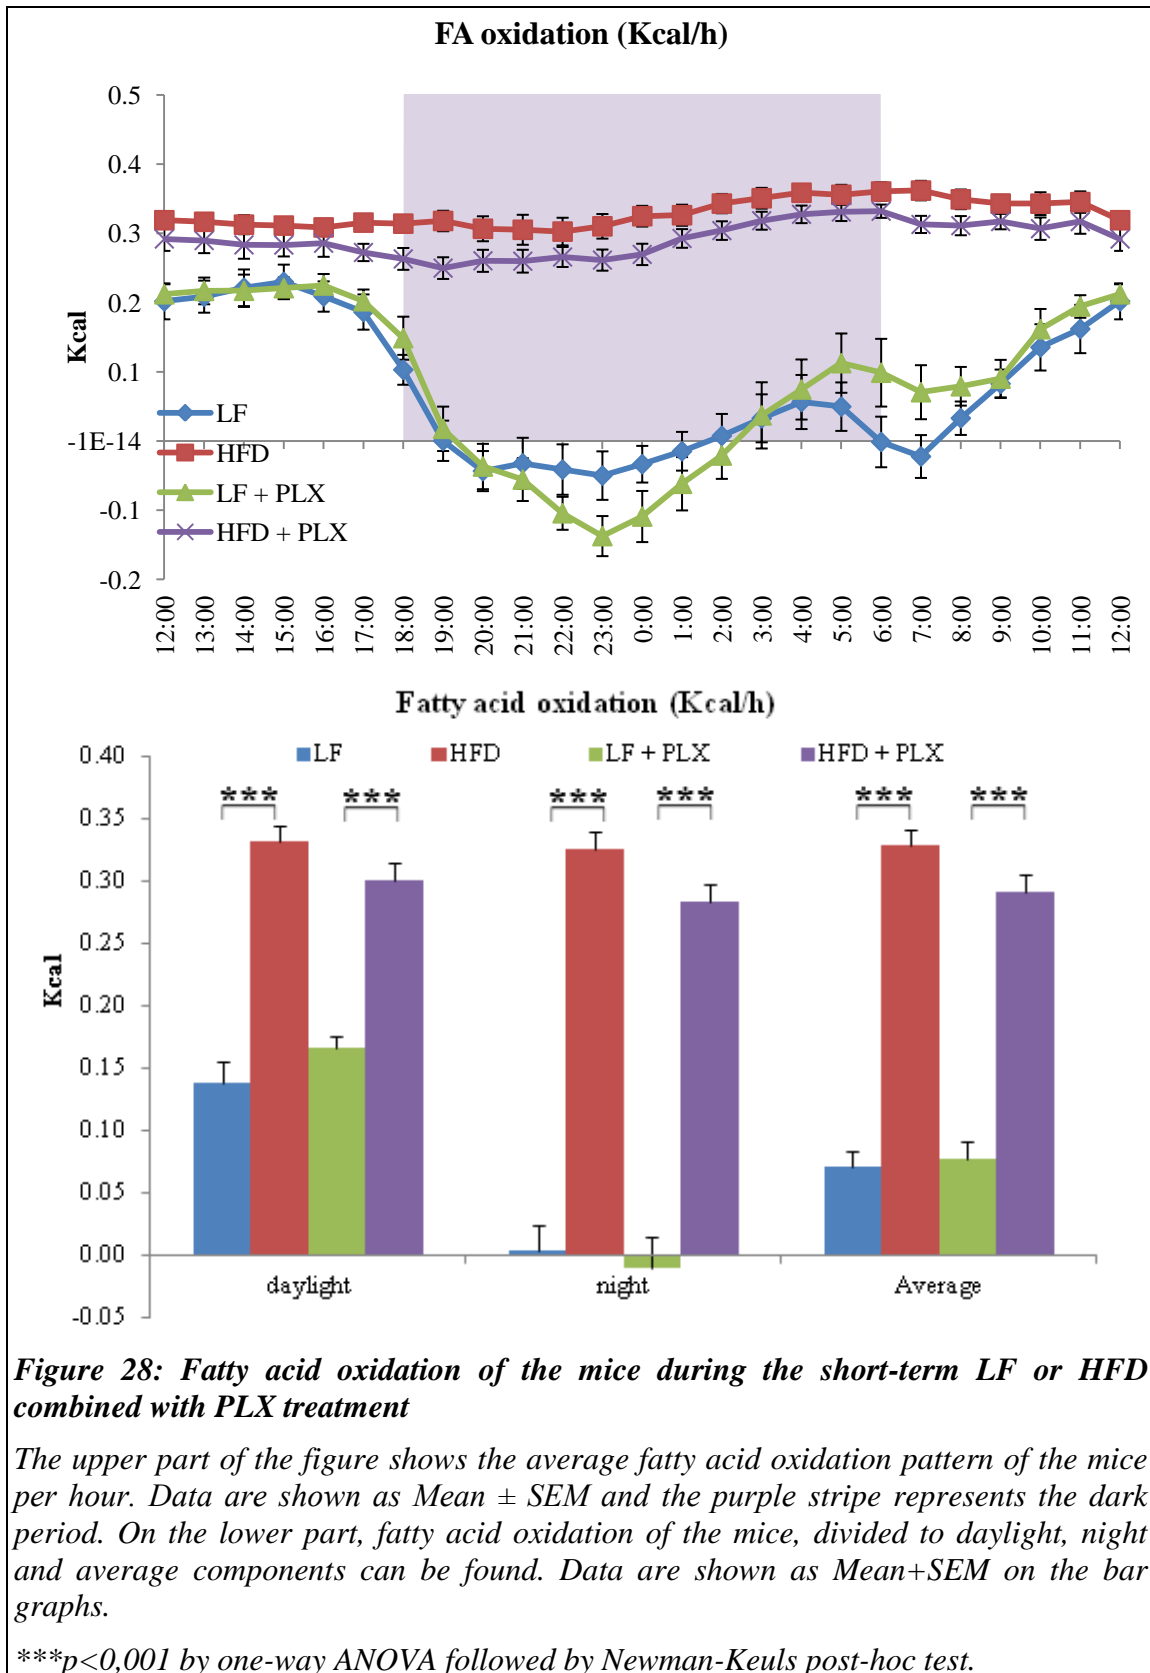 FA oxidation (Kcal/h)
0.5
0.4
0.3
0.2
0.1
-1E-14
-0.1
-0.2
Kcal
LF
HFD
LF + PLX
HFD + PLX
12:00 13:00 14:00 15:00 16:00 17:00 18:00 19:00 20:00 21:00 22:00 23:00 0:00 1:00 2:00 3:00 4:00 5:00 6:00 7:00 8:00 9:00 10:00 11:00 12:00
Fatty acid oxidation (Kcal/h)
LF HFD LF + PLX HFD + PLX
0.40
0.35
0.30
0.25
0.20
0.15
0.10
0.05
0.00
-0.05
Kcal
*** *** *** *** *** ***
daylight night Average
Figure 28: Fatty acid oxidation of the mice during the short-term LF or HFD
combined with PLX treatment
The upper part of the figure shows the average fatty acid oxidation pattern of the mice
per hour. Data are shown as Mean ± SEM and the purple stripe represents the dark
period. On the lower part, fatty acid oxidation of the mice, divided to daylight, night
and average components can be found. Data are shown as Mean+SEM on the bar
graphs.
***p<0,001 by one-way ANOVA followed by Newman-Keuls post-hoc test.